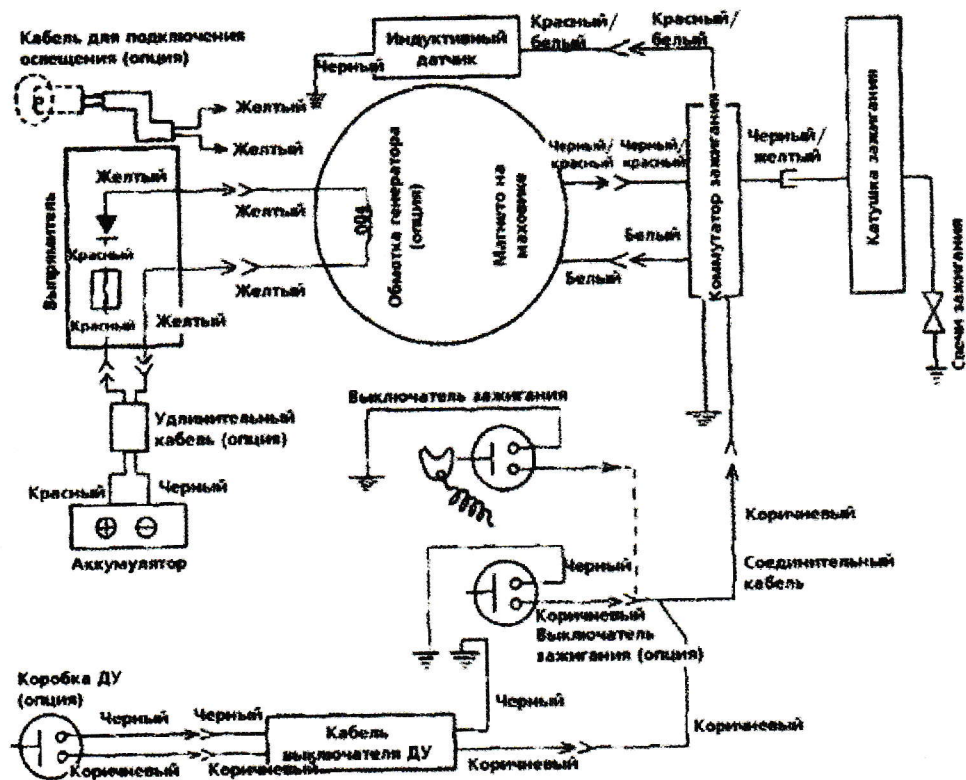 Кабель для подключения
освещения (опция)
Желтый
Желтый
Черный
Индуктивный
датчик
Красный/
белый
Красный/
белый
Выпрямитель
Желтый
Красный
Красный
Желтый
Желтый
Желтый
Обмотка генератора
(опция)
Магнето на
маховике
Черный/
красный
Черный/
красный
Белый
Белый
Коммутатор зажигания
Черный/
желтый
Катушка зажигания
Свечи зажигания
Удлинительный
кабель (опция)
Красный
Черный
Аккумулятор
Выключатель зажигания
Черный
Коричневый
Выключатель
зажигания (опция)
Коричневый
Соединительный
кабель
Коробка ДУ
(опция)
Черный
Черный
Коричневый
Коричневый
Кабель
выключателя ДУ
Черный
Коричневый
Коричневый